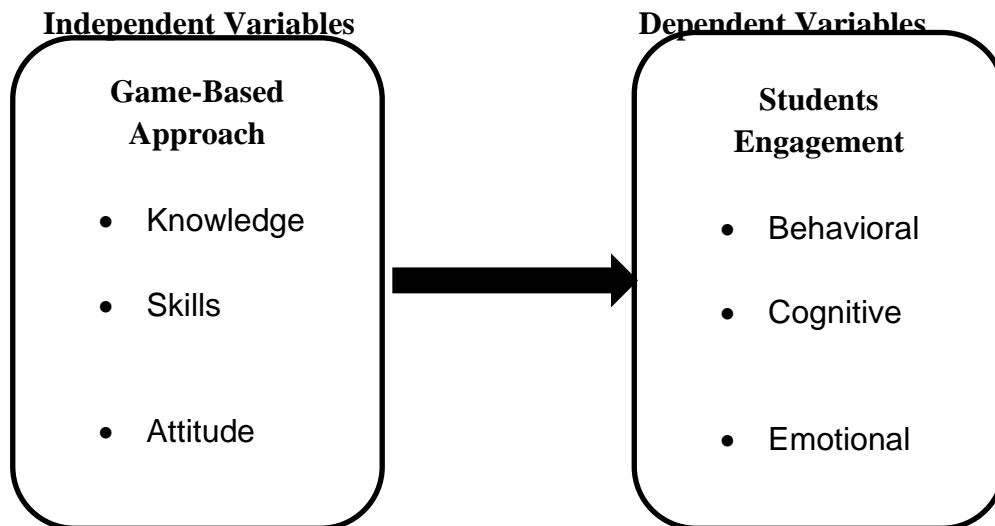 Independent Variables
Game-Based
Approach
• Knowledge
• Skills
• Attitude
Dependent Variables
Students
Engagement
• Behavioral
• Cognitive
• Emotional